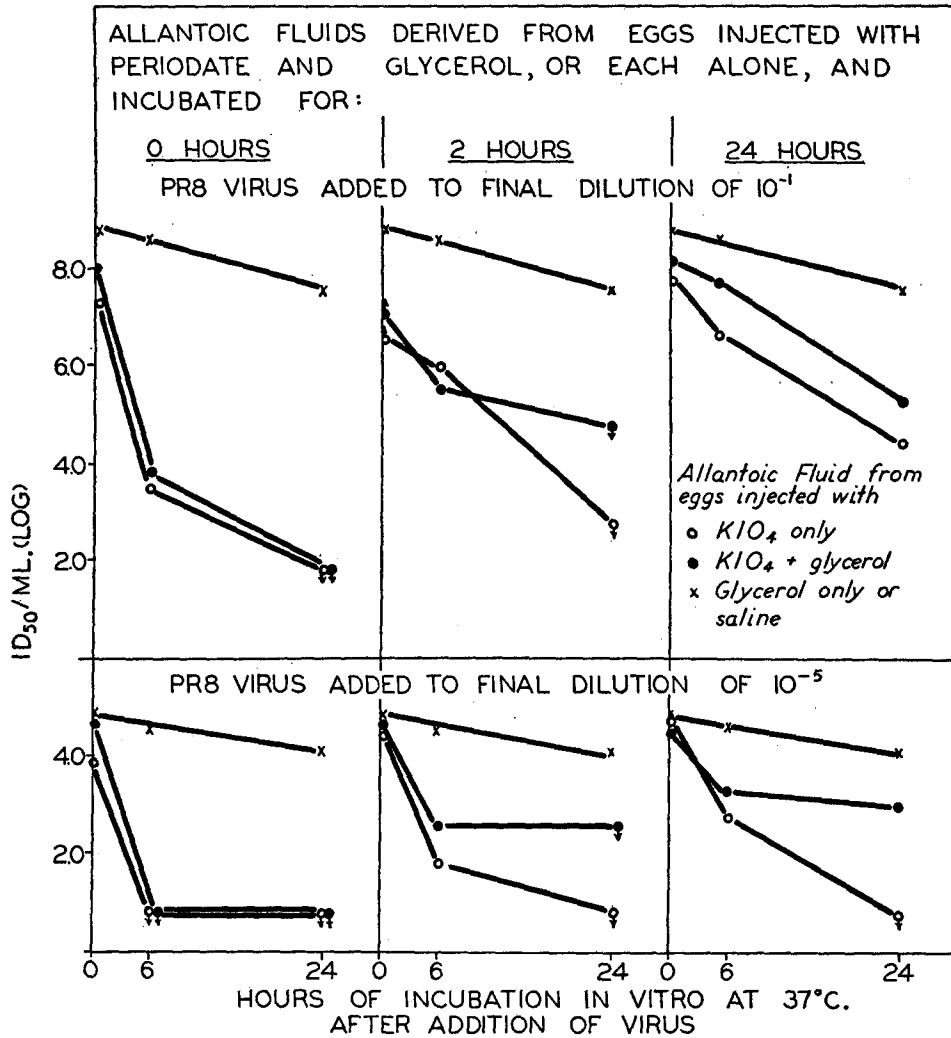 ALLANTOIC FLUIDS DERIVED FROM EGGS INJECTED WITH
PERIODATE AND GLYCEROL, OR EACH ALONE, AND
INCUBATED FOR:
0 HOURS 2 HOURS 24 HOURS
PR8 VIRUS ADDED TO FINAL DILUTION OF 10⁻¹
8.0
6.0
4.0
2.0
ID₅₀/ML.(LOG)
Allantoic Fluid from
eggs injected with
o KIO₄ only
● KIO₄ + glycerol
x Glycerol only or
saline
PR8 VIRUS ADDED TO FINAL DILUTION OF 10⁻⁵
4.0
2.0
0 6 24 0 6 24 0 6 24
HOURS OF INCUBATION IN VITRO AT 37°C.
AFTER ADDITION OF VIRUS